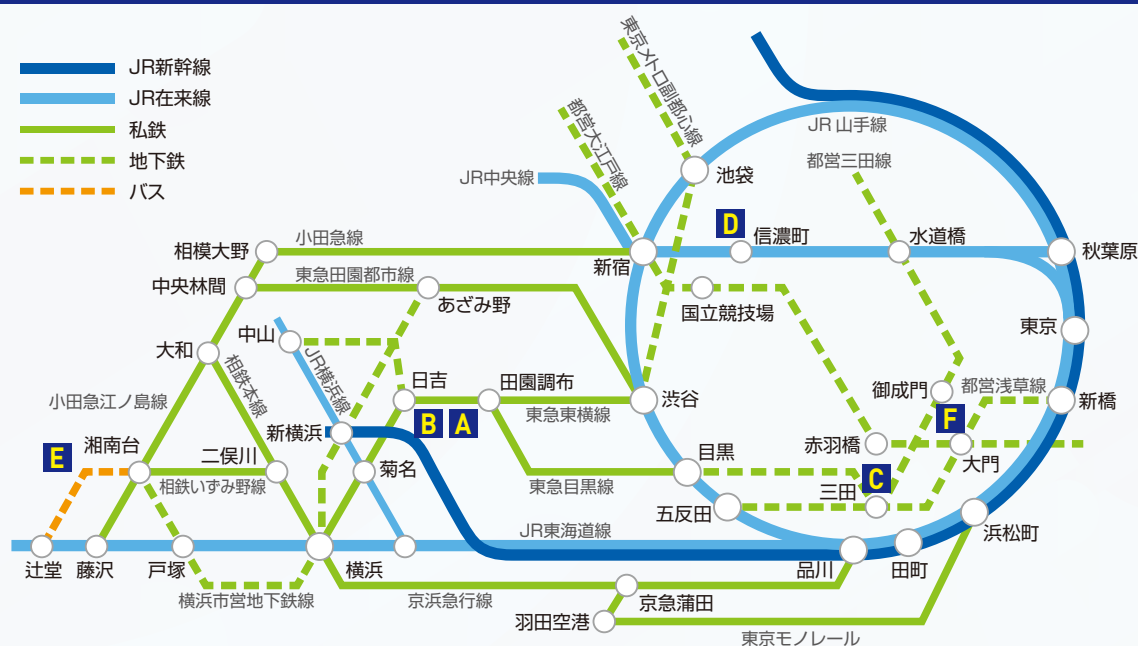 JR新幹線
JR在来線
私鉄
地下鉄
バス
東京メトロ副都心線
都営大江戸線
JR中央線
JR 山手線
都営三田線
池袋
D
信濃町
水道橋
秋葉原
新宿
相模大野
小田急線
中央林間
東急田園都市線
あざみ野
国立競技場
東京
中山
JR横浜線
大和
相鉄本線
日吉
田園調布
御成門
都営浅草線
新橋
小田急江ノ島線
東急東横線
渋谷
B
A
F
新横浜
赤羽橋
大門
E
湘南台
二俣川
菊名
目黒
C
相鉄いずみ野線
東急目黒線
三田
五反田
JR東海道線
浜松町
辻堂
藤沢
戸塚
横浜
品川
田町
横浜市営地下鉄線
京浜急行線
京急蒲田
羽田空港
東京モノレール